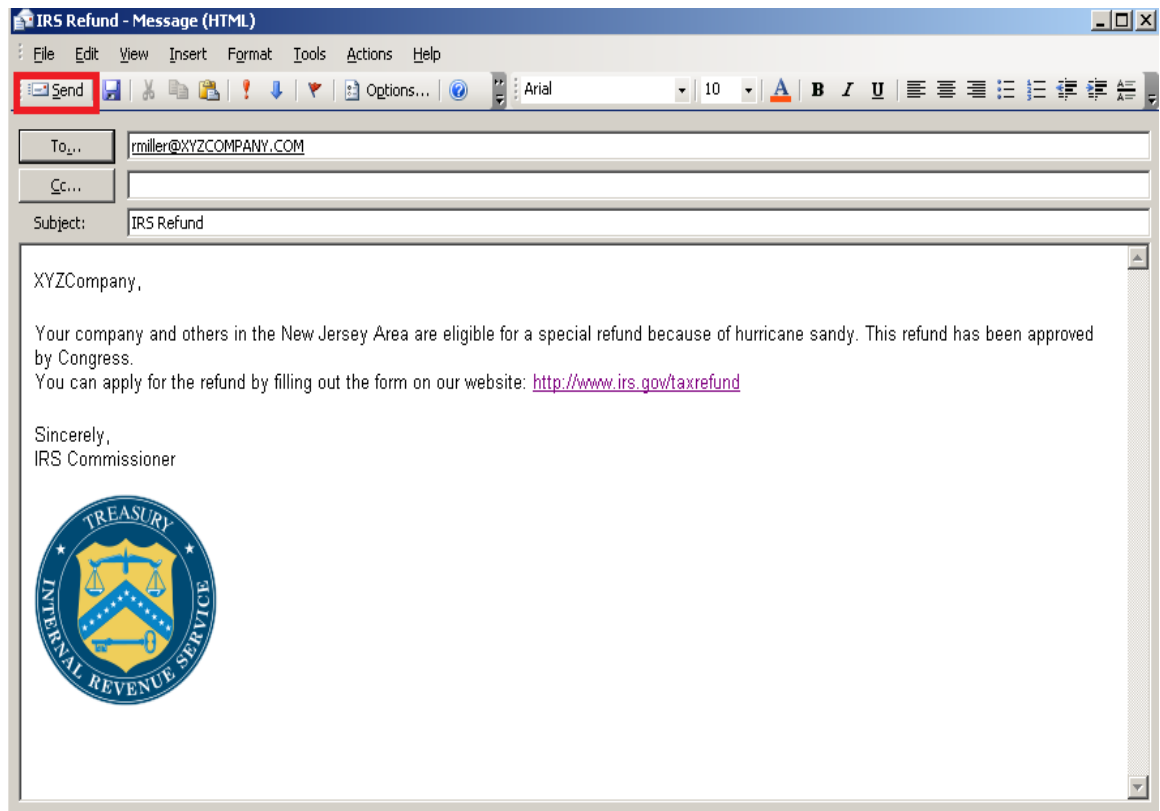 IRS Refund - Message (HTML)
File Edit View Insert Format Tools Actions Help
Send Options... Arial 10 A B I U
To... rmiller@XYZCOMPANY.COM
Cc...
Subject: IRS Refund
XYZCompany,
Your company and others in the New Jersey Area are eligible for a special refund because of hurricane sandy. This refund has been approved
by Congress.
You can apply for the refund by filling out the form on our website: http://www.irs.gov/taxrefund
Sincerely,
IRS Commissioner
TREASURY
INTERNAL REVENUE SERVICE